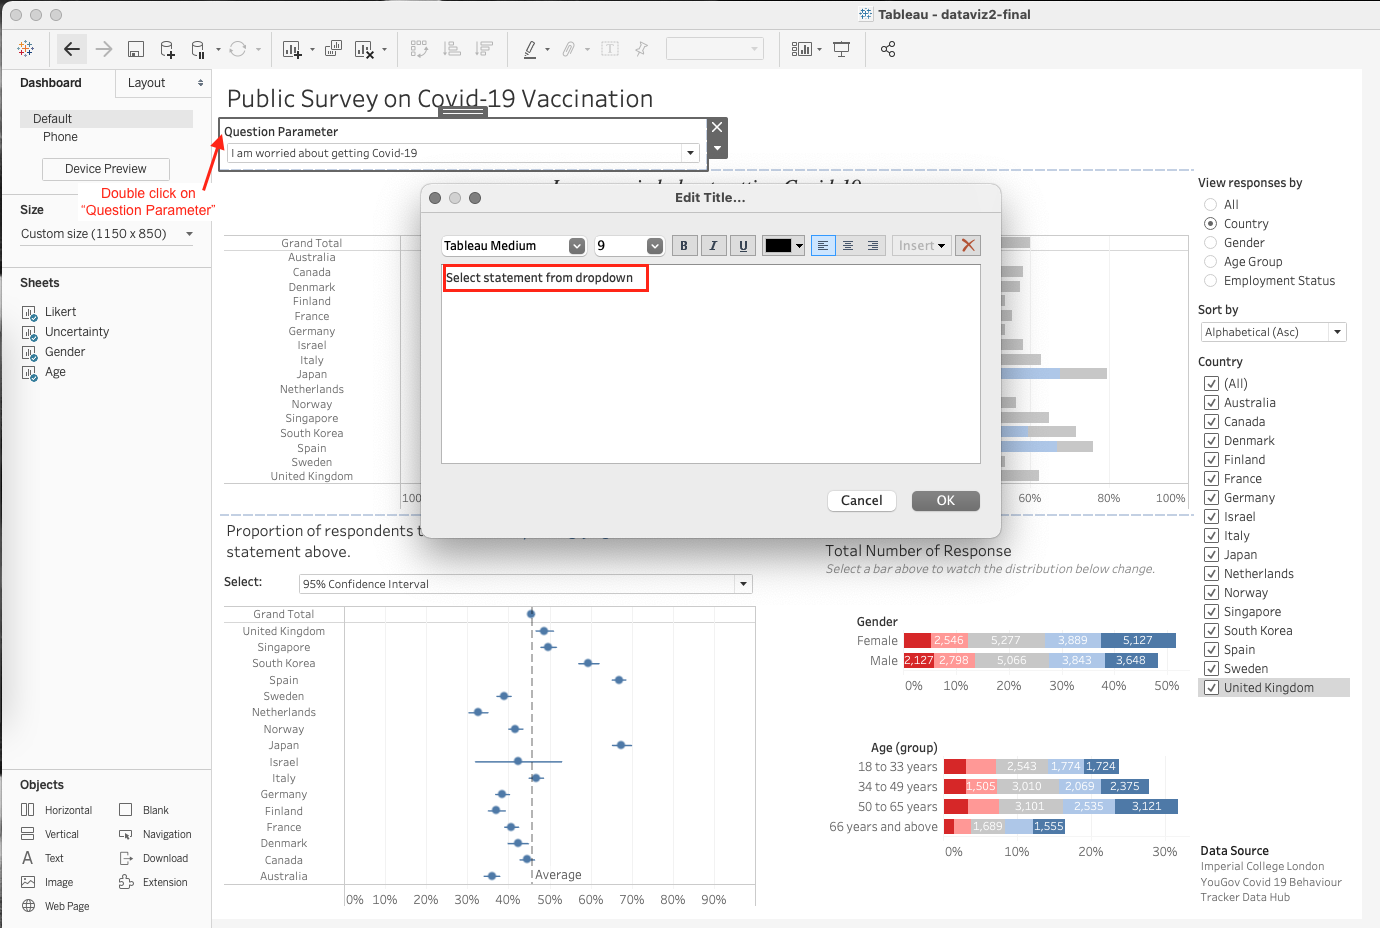 Tableau - dataviz2-final
Dashboard
Layout
Default
Phone
Device Preview
Double click on
“Question Parameter”
Size
Custom size (1150 x 850)
Sheets
Likert
Uncertainty
Gender
Age
Objects
Horizontal
Blank
Vertical
Navigation
Text
Download
Image
Extension
Web Page
Public Survey on Covid-19 Vaccination
Question Parameter
I am worried about getting Covid-19
Edit Title...
Tableau Medium
9
B
I
U
Insert
Select statement from dropdown
Cancel
OK
Grand Total
Australia
Canada
Denmark
Finland
France
Germany
Israel
Italy
Japan
Netherlands
Norway
Singapore
South Korea
Spain
Sweden
United Kingdom
100
60%
80%
100%
Proportion of respondents
statement above.
Select:
95% Confidence Interval
Grand Total
United Kingdom
Singapore
South Korea
Spain
Sweden
Netherlands
Norway
Japan
Israel
Italy
Germany
Finland
France
Denmark
Canada
Australia
Average
0%
10%
20%
30%
40%
50%
60%
70%
80%
90%
Total Number of Response
Select a bar above to watch the distribution below change.
Gender
Female
2,546
5,277
3,889
5,127
Male
2,127
2,798
5,066
3,843
3,648
0%
10%
20%
30%
40%
50%
Age (group)
18 to 33 years
2,543
1,774
1,724
34 to 49 years
1,505
3,010
2,069
2,375
50 to 65 years
3,101
2,535
3,121
66 years and above
1,689
1,555
0%
10%
20%
30%
View responses by
All
Country
Gender
Age Group
Employment Status
Sort by
Alphabetical (Asc)
Country
(All)
Australia
Canada
Denmark
Finland
France
Germany
Israel
Italy
Japan
Netherlands
Norway
Singapore
South Korea
Spain
Sweden
United Kingdom
Data Source
Imperial College London
YouGov Covid 19 Behaviour
Tracker Data Hub